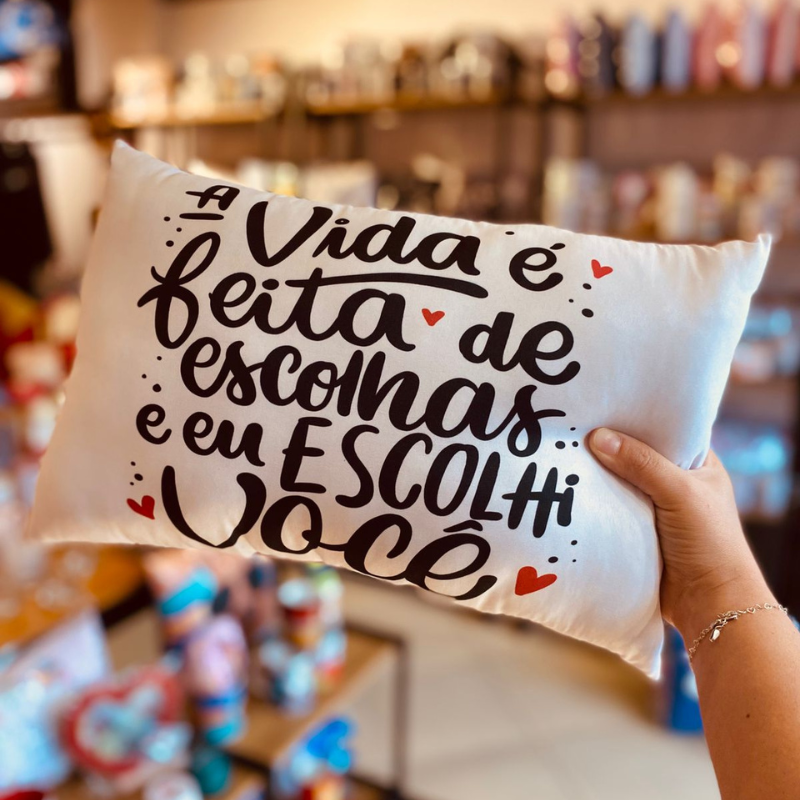 A Vida é
feita de
escolhas
e eu ESCOLHi
Você